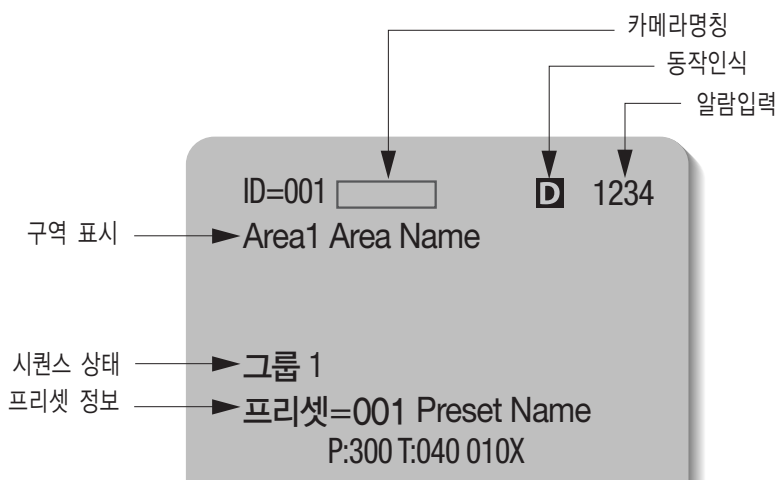 카메라명칭
동작인식
알람입력
ID=001 D 1234
구역 표시 Area1 Area Name
시퀀스 상태 그룹 1
프리셋 정보 프리셋=001 Preset Name
P:300 T:040 010X